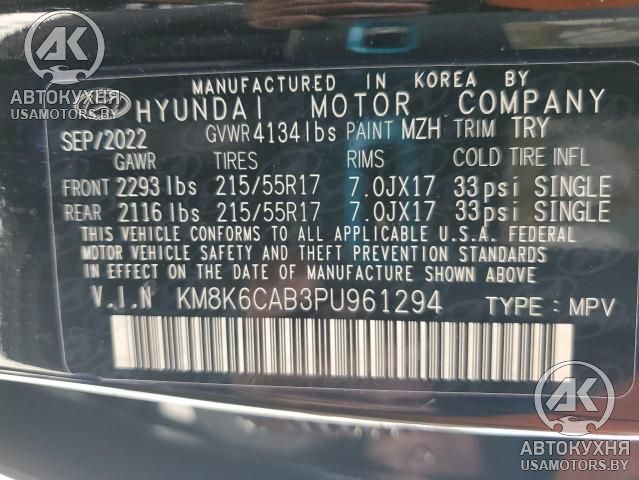 AK
АВТОКУХНЯ
USAMOTORS.BY
MANUFACTURED IN KOREA BY
HYUNDAI MOTOR COMPANY
SEP/2022 GVWR 4134 lbs PAINT MZH TRIM TRY
GAWR TIRES RIMS COLD TIRE INFL
FRONT 2293 lbs 215/55R17 7.0JX17 33psi SINGLE
REAR 2116 lbs 215/55R17 7.0JX17 33psi SINGLE
THIS VEHICLE CONFORMS TO ALL APPLICABLE U.S.A. FEDERAL
MOTOR VEHICLE SAFETY AND THEFT PREVENTION STANDARDS
IN EFFECT ON THE DATE OF MANUFACTURE SHOWN ABOVE.
V.I.N KM8K6CAB3PU961294 TYPE : MPV
AK
АВТОКУХНЯ
USAMOTORS.BY